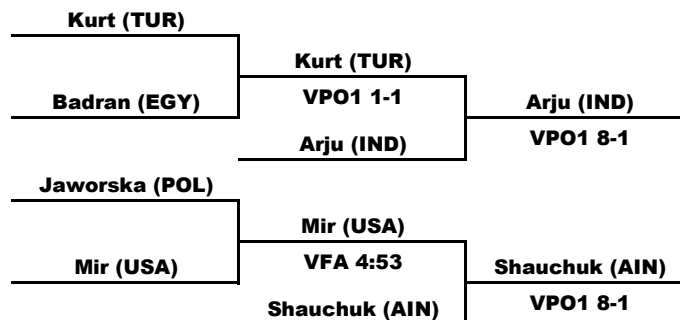 Kurt (TUR)
Kurt (TUR)
Badran (EGY)
VPO1 1-1
Arju (IND)
Arju (IND)
VPO1 8-1
Jaworska (POL)
Mir (USA)
Mir (USA)
VFA 4:53
Shauchuk (AIN)
Shauchuk (AIN)
VPO1 8-1